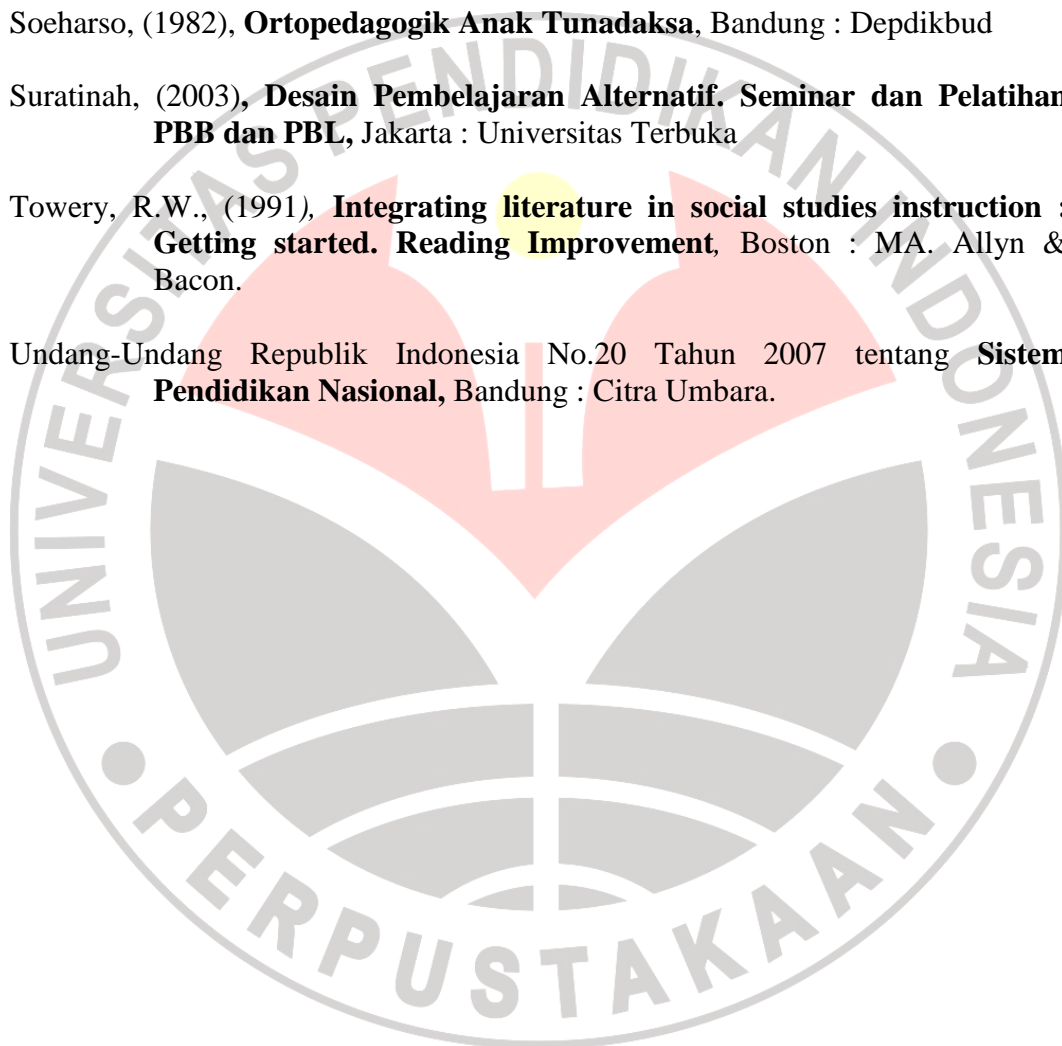 Soeharso, (1982), Ortopedagogik Anak Tunadaksa, Bandung : Depdikbud
Suratinah, (2003), Desain Pembelajaran Alternatif. Seminar dan Pelatihan
PBB dan PBL, Jakarta : Universitas Terbuka
Towery, R.W., (1991), Integrating literature in social studies instruction :
Getting started. Reading Improvement, Boston : MA. Allyn &
Bacon.
Undang-Undang Republik Indonesia No.20 Tahun 2007 tentang Sistem
Pendidikan Nasional, Bandung : Citra Umbara.
UNIVERSITAS PENDIDIKAN INDONESIA
PERPUSTAKAAN